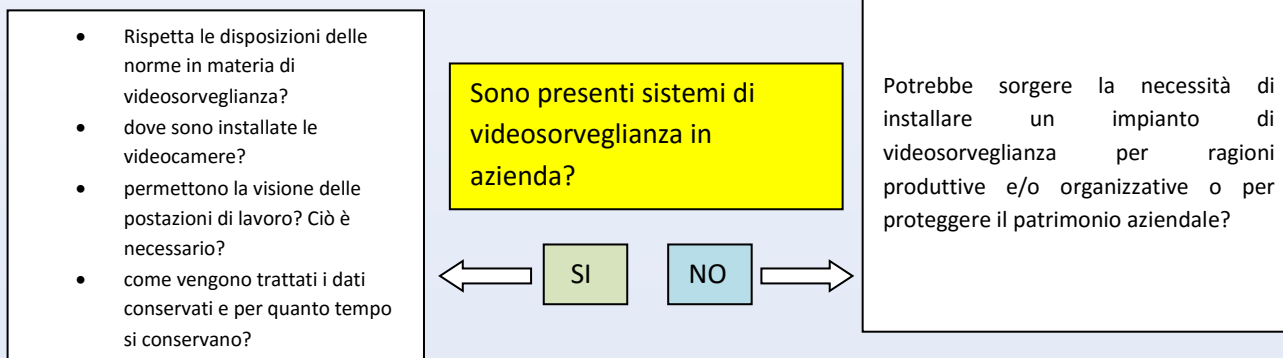 • Rispetta le disposizioni delle
norme in materia di
videosorveglianza?
• dove sono installate le
videocamere?
• permettono la visione delle
postazioni di lavoro? Ciò è
necessario?
• come vengono trattati i dati
conservati e per quanto tempo
si conservano?
Sono presenti sistemi di
videosorveglianza in
azienda?
SI
NO
Potrebbe sorgere la necessità di
installare un impianto di
videosorveglianza per ragioni
produttive e/o organizzative o per
proteggere il patrimonio aziendale?